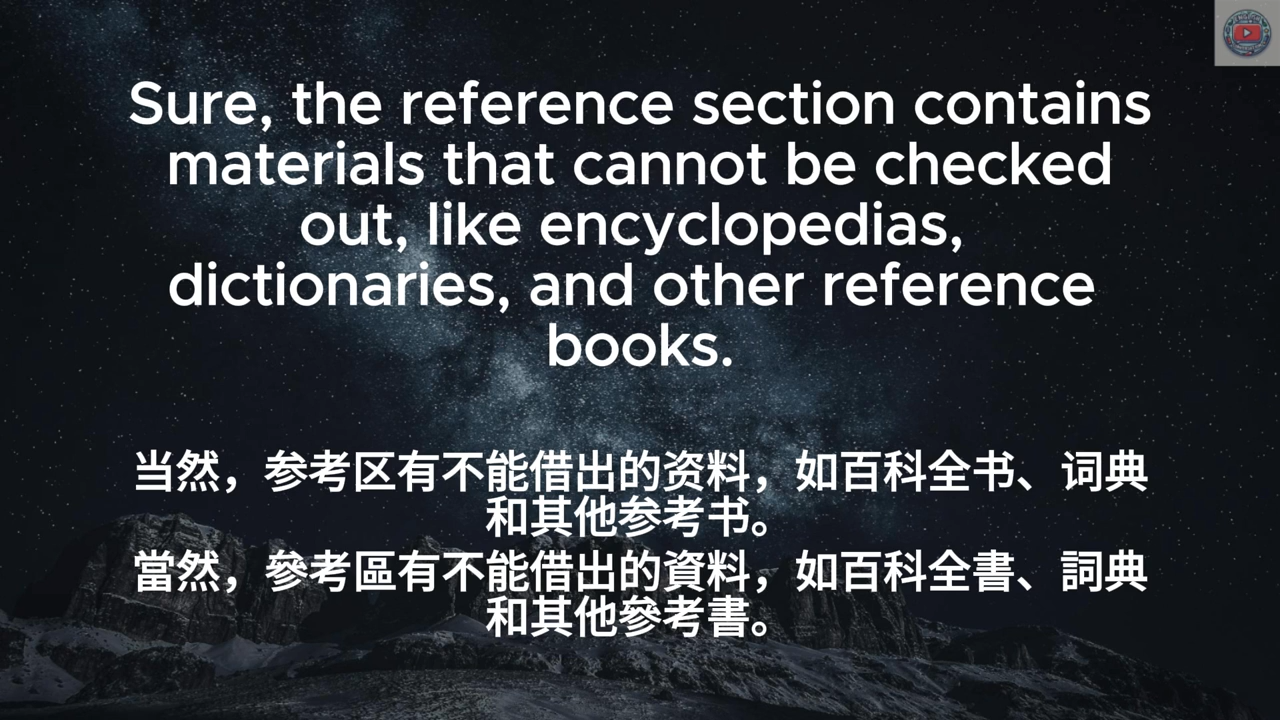 Sure, the reference section contains
materials that cannot be checked
out, like encyclopedias,
dictionaries, and other reference
books.
当然，参考区有不能借出的资料，如百科全书、词典
和其他参考书。
當然，參考區有不能借出的資料，如百科全書、詞典
和其他參考書。